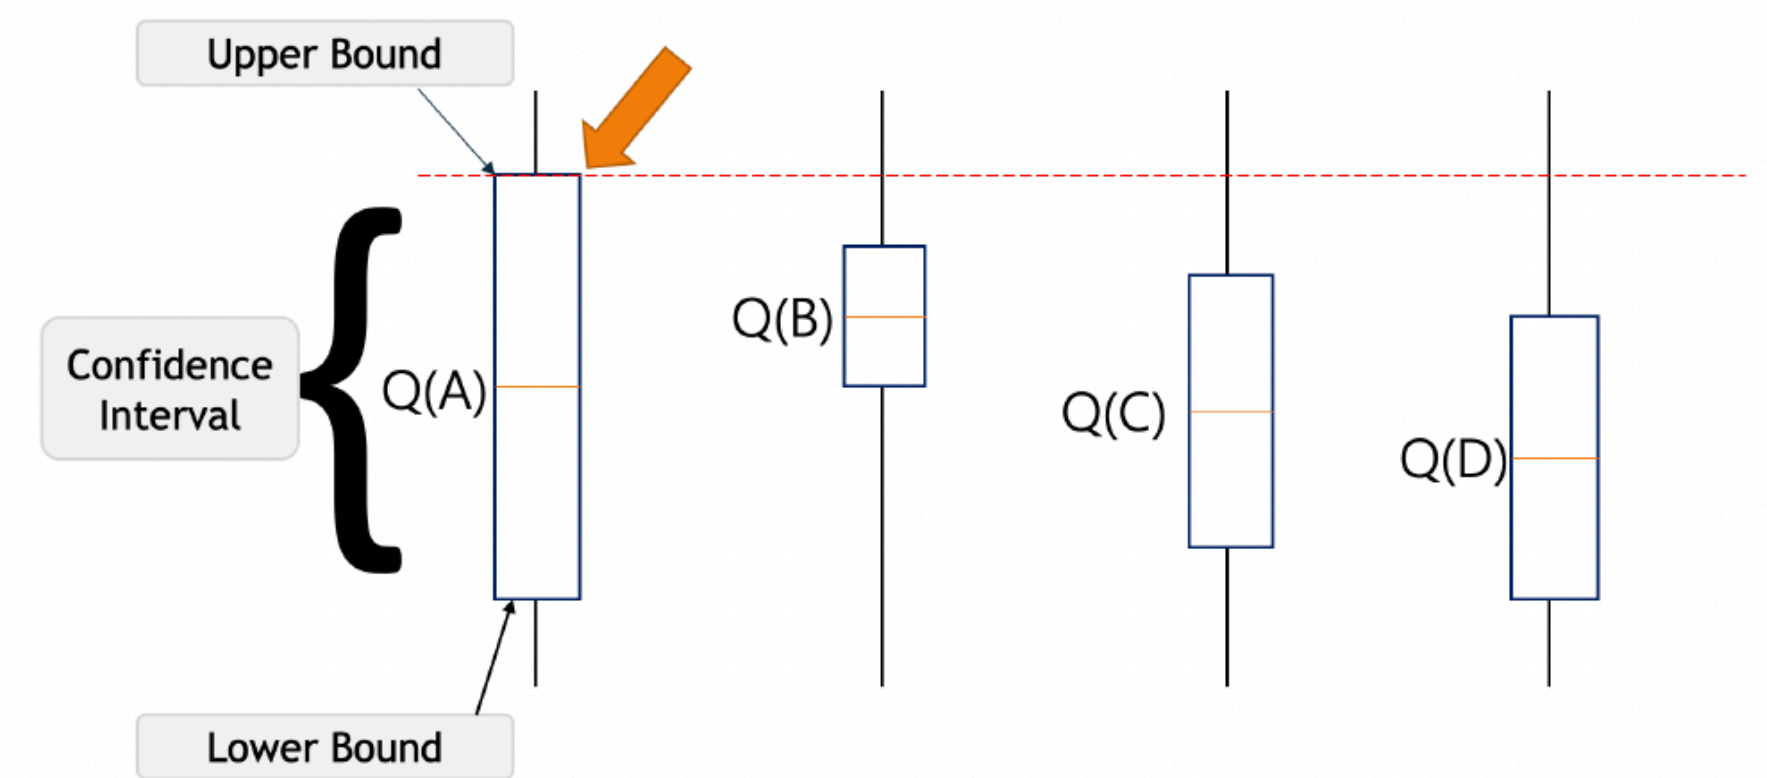 Upper Bound
Confidence
Interval
Q(A)
Q(B)
Q(C)
Q(D)
Lower Bound